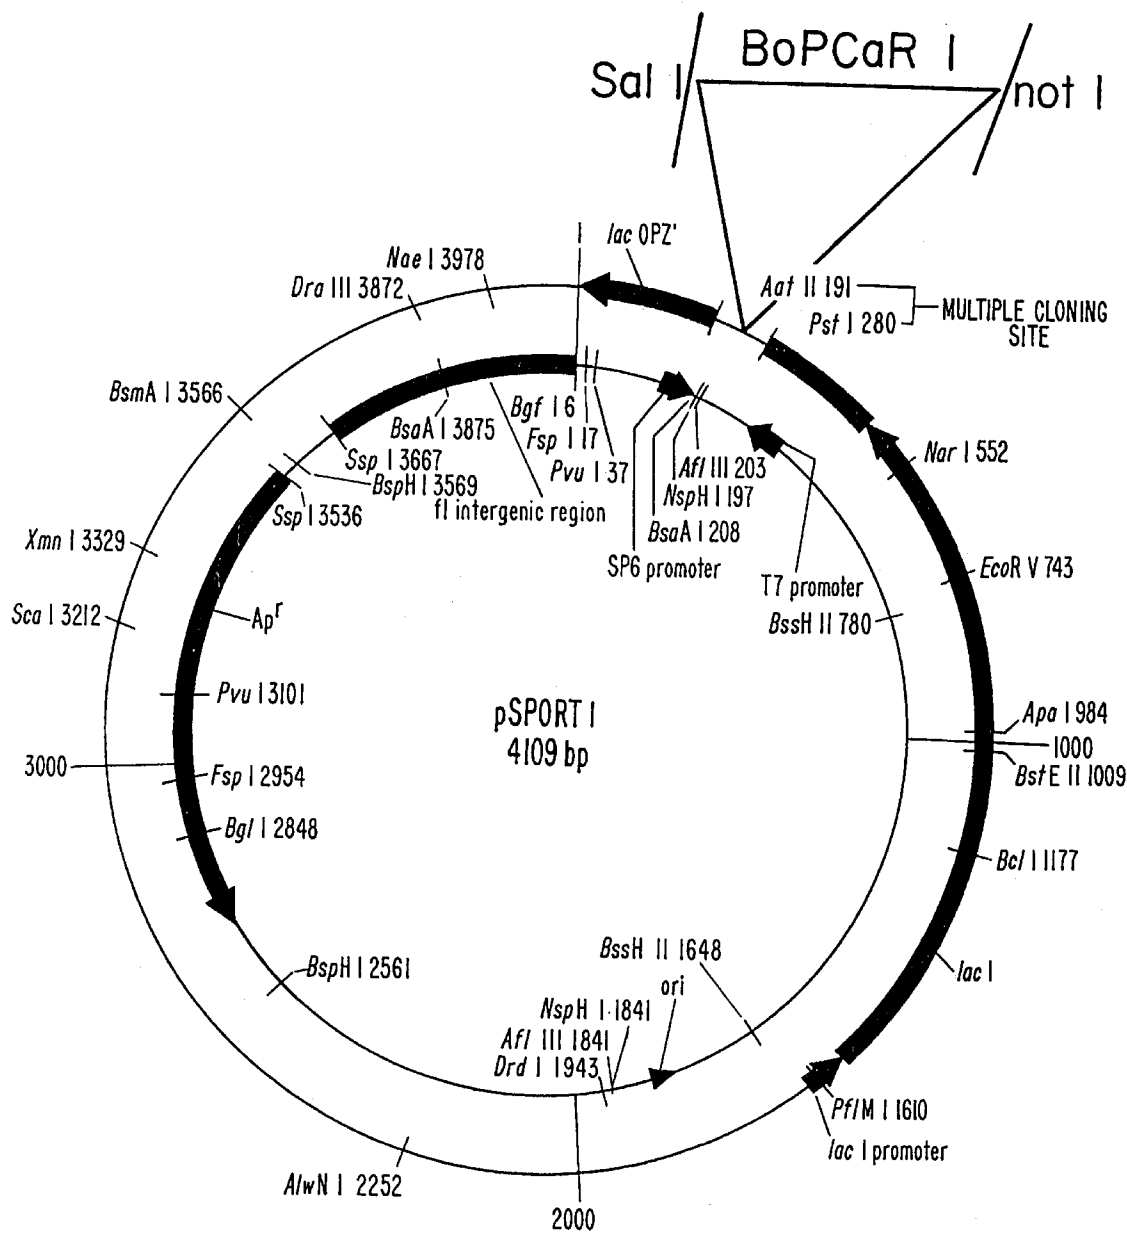 BoPCaR I
Sal I
not I
I
lac OPZ'
Nae I 3978
Dra III 3872
Aat II 191
Pst I 280
MULTIPLE CLONING
SITE
BsmA I 3566
BsaA I 3875
Bgf I 6
Fsp I 17
Pvu I 37
Ssp I 3667
BspH I 3569
Ssp I 3536
fl intergenic region
Afl III 203
NspH I 197
BsaA I 208
Nar I 552
Xmn I 3329
SP6 promoter
T7 promoter
EcoR V 743
Sca I 3212
Apʳ
BssH II 780
Pvu I 3101
pSPORT I
4109 bp
Apa I 984
1000
BstE II 1009
3000
Fsp I 2954
Bgl I 2848
Bcl I 1177
BspH I 2561
BssH II 1648
ori
lac I
NspH I 1841
Afl III 1841
Drd I 1943
PflM I 1610
lac I promoter
AlwN I 2252
2000